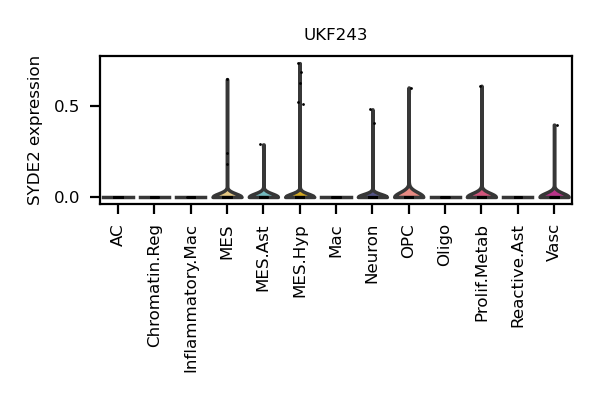 UKF243
SYDE2 expression
0.5
0.0
AC
Chromatin.Reg
Inflammatory.Mac
MES
MES.Ast
MES.Hyp
Mac
Neuron
OPC
Oligo
Prolif.Metab
Reactive.Ast
Vasc